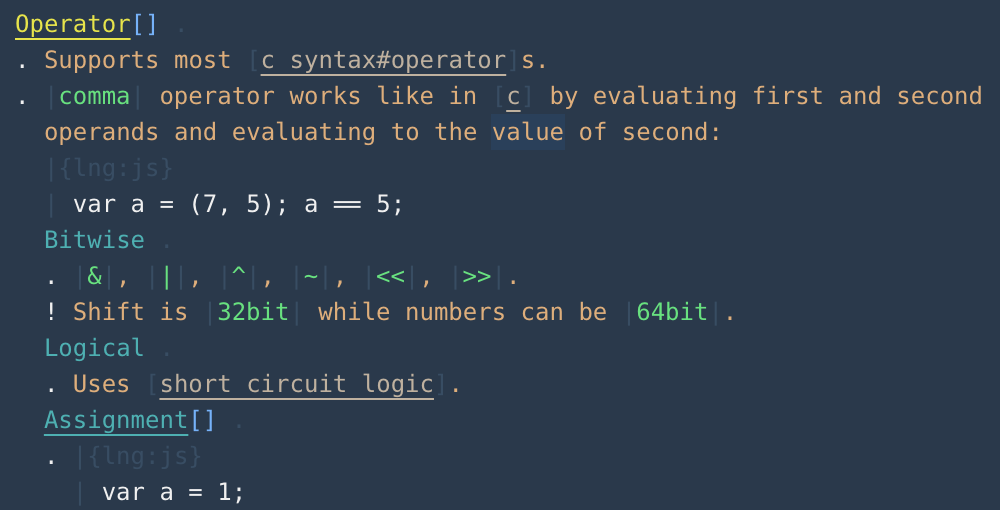 Operator[] .
. Supports most [c syntax#operator]s.
. |comma| operator works like in [c] by evaluating first and second
operands and evaluating to the value of second:
|{lng:js}
| var a = (7, 5); a == 5;
Bitwise .
. |&|, |||, |^|, |~|, |<<|, |>>|.
! Shift is |32bit| while numbers can be |64bit|.
Logical .
. Uses [short circuit logic].
Assignment[] .
. |{lng:js}
| var a = 1;